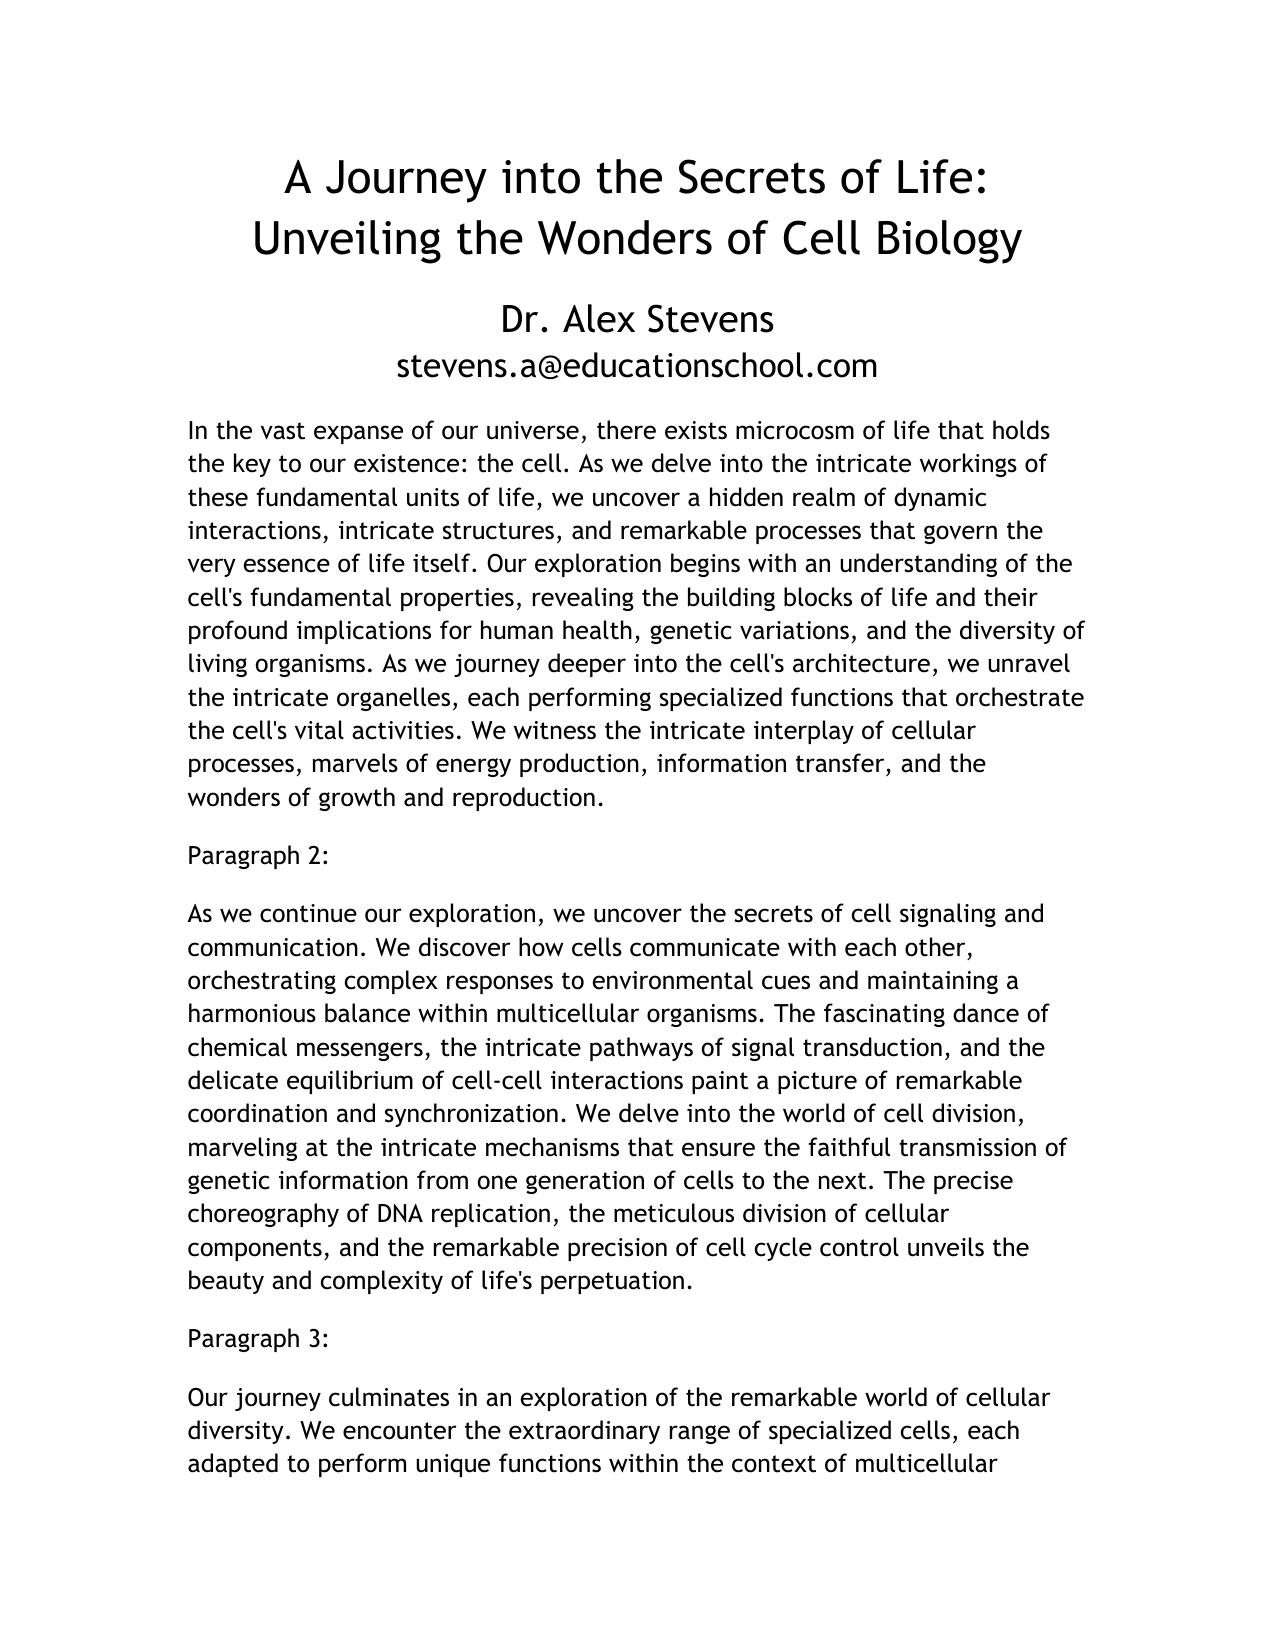 A Journey into the Secrets of Life:
Unveiling the Wonders of Cell Biology
Dr. Alex Stevens
stevens.a@educationschool.com
In the vast expanse of our universe, there exists microcosm of life that holds
the key to our existence: the cell. As we delve into the intricate workings of
these fundamental units of life, we uncover a hidden realm of dynamic
interactions, intricate structures, and remarkable processes that govern the
very essence of life itself. Our exploration begins with an understanding of the
cell's fundamental properties, revealing the building blocks of life and their
profound implications for human health, genetic variations, and the diversity of
living organisms. As we journey deeper into the cell's architecture, we unravel
the intricate organelles, each performing specialized functions that orchestrate
the cell's vital activities. We witness the intricate interplay of cellular
processes, marvels of energy production, information transfer, and the
wonders of growth and reproduction.
Paragraph 2:
As we continue our exploration, we uncover the secrets of cell signaling and
communication. We discover how cells communicate with each other,
orchestrating complex responses to environmental cues and maintaining a
harmonious balance within multicellular organisms. The fascinating dance of
chemical messengers, the intricate pathways of signal transduction, and the
delicate equilibrium of cell-cell interactions paint a picture of remarkable
coordination and synchronization. We delve into the world of cell division,
marveling at the intricate mechanisms that ensure the faithful transmission of
genetic information from one generation of cells to the next. The precise
choreography of DNA replication, the meticulous division of cellular
components, and the remarkable precision of cell cycle control unveils the
beauty and complexity of life's perpetuation.
Paragraph 3:
Our journey culminates in an exploration of the remarkable world of cellular
diversity. We encounter the extraordinary range of specialized cells, each
adapted to perform unique functions within the context of multicellular